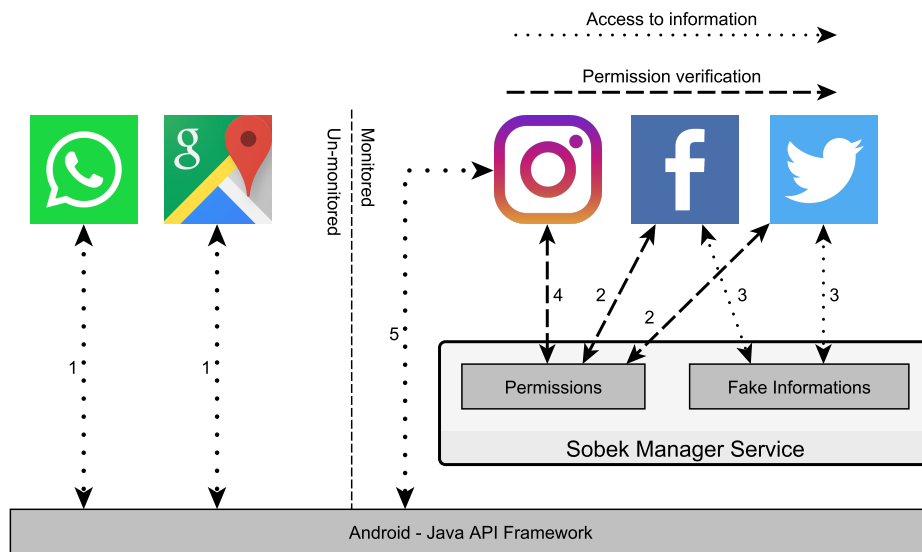 Access to information
Permission verification
g
Un-monitored
Monitored
f
4
2
3
2
3
5
1
1
Permissions
Fake Informations
Sobek Manager Service
Android - Java API Framework